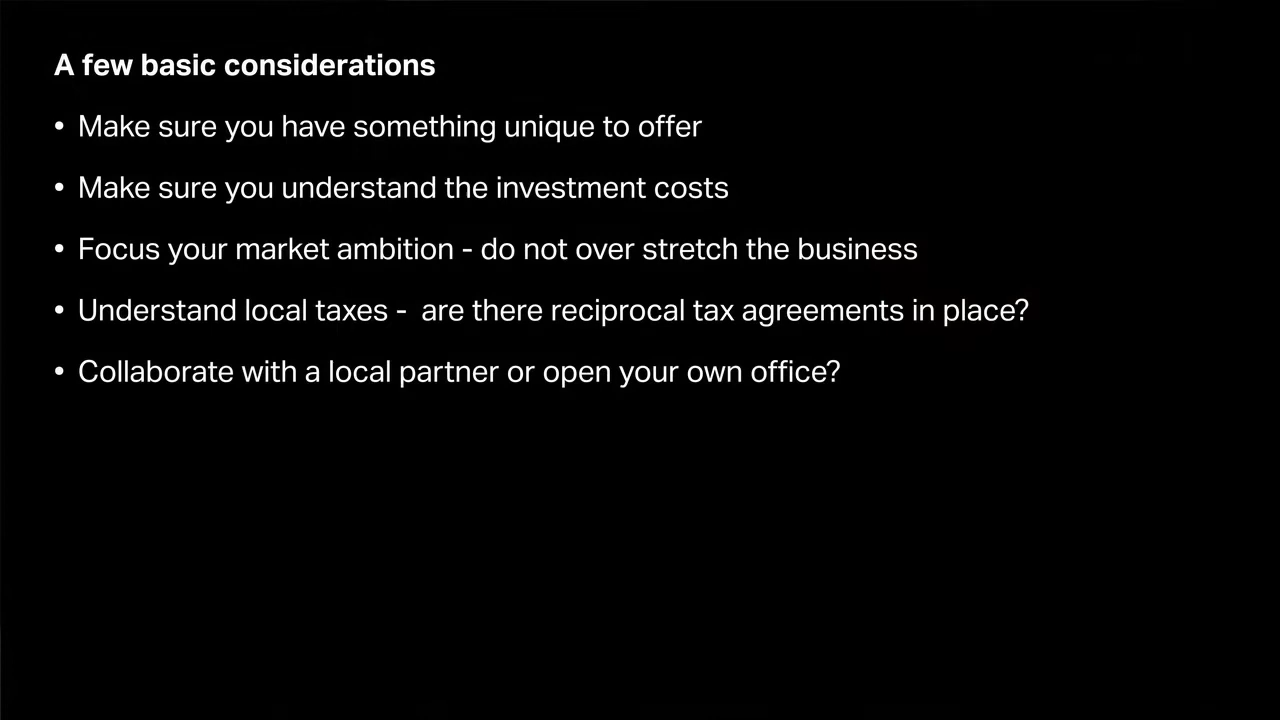 A few basic considerations
• Make sure you have something unique to offer
• Make sure you understand the investment costs
• Focus your market ambition - do not over stretch the business
• Understand local taxes -  are there reciprocal tax agreements in place?
• Collaborate with a local partner or open your own office?